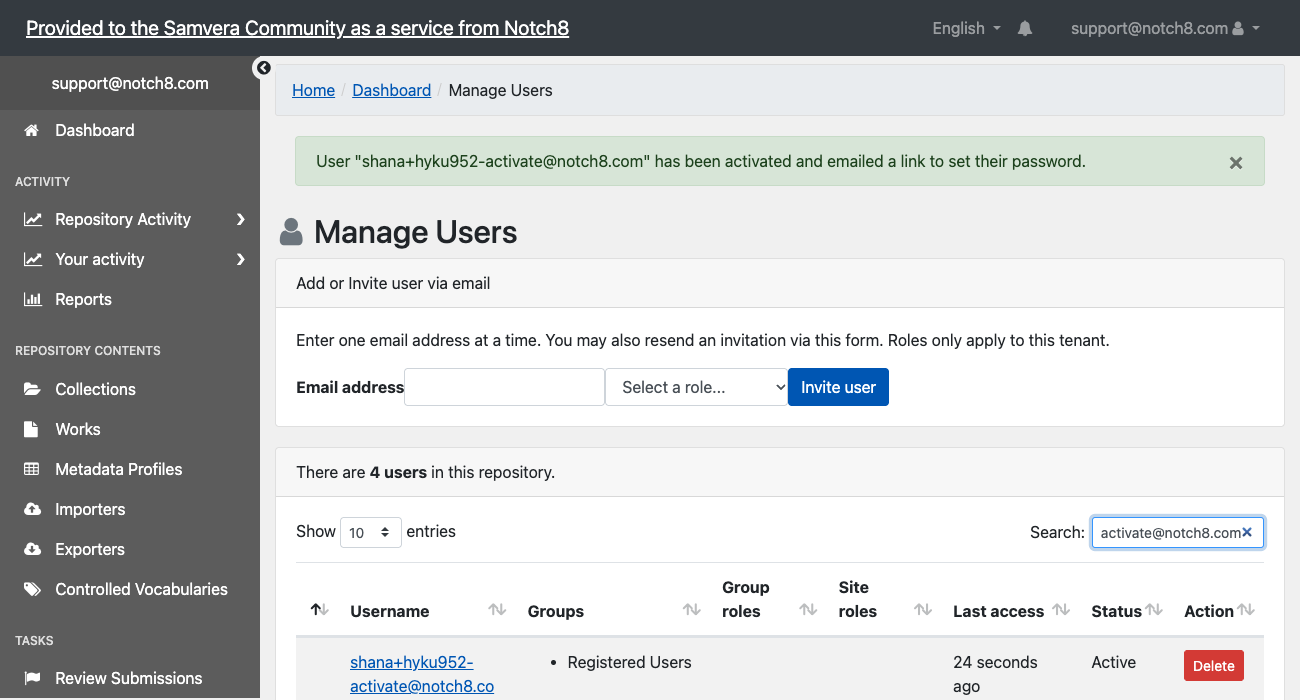 Provided to the Samvera Community as a service from Notch8
English
support@notch8.com
support@notch8.com
Dashboard
ACTIVITY
Repository Activity
Your activity
Reports
REPOSITORY CONTENTS
Collections
Works
Metadata Profiles
Importers
Exporters
Controlled Vocabularies
TASKS
Review Submissions
Home / Dashboard / Manage Users
User "shana+hyku952-activate@notch8.com" has been activated and emailed a link to set their password.
×
Manage Users
Add or Invite user via email
Enter one email address at a time. You may also resend an invitation via this form. Roles only apply to this tenant.
Email address Select a role... Invite user
There are 4 users in this repository.
Show 10 entries
Search: activate@notch8.com
Username Groups Group roles Site roles Last access Status Action
shana+hyku952- • Registered Users 24 seconds Active Delete
activate@notch8.co ago